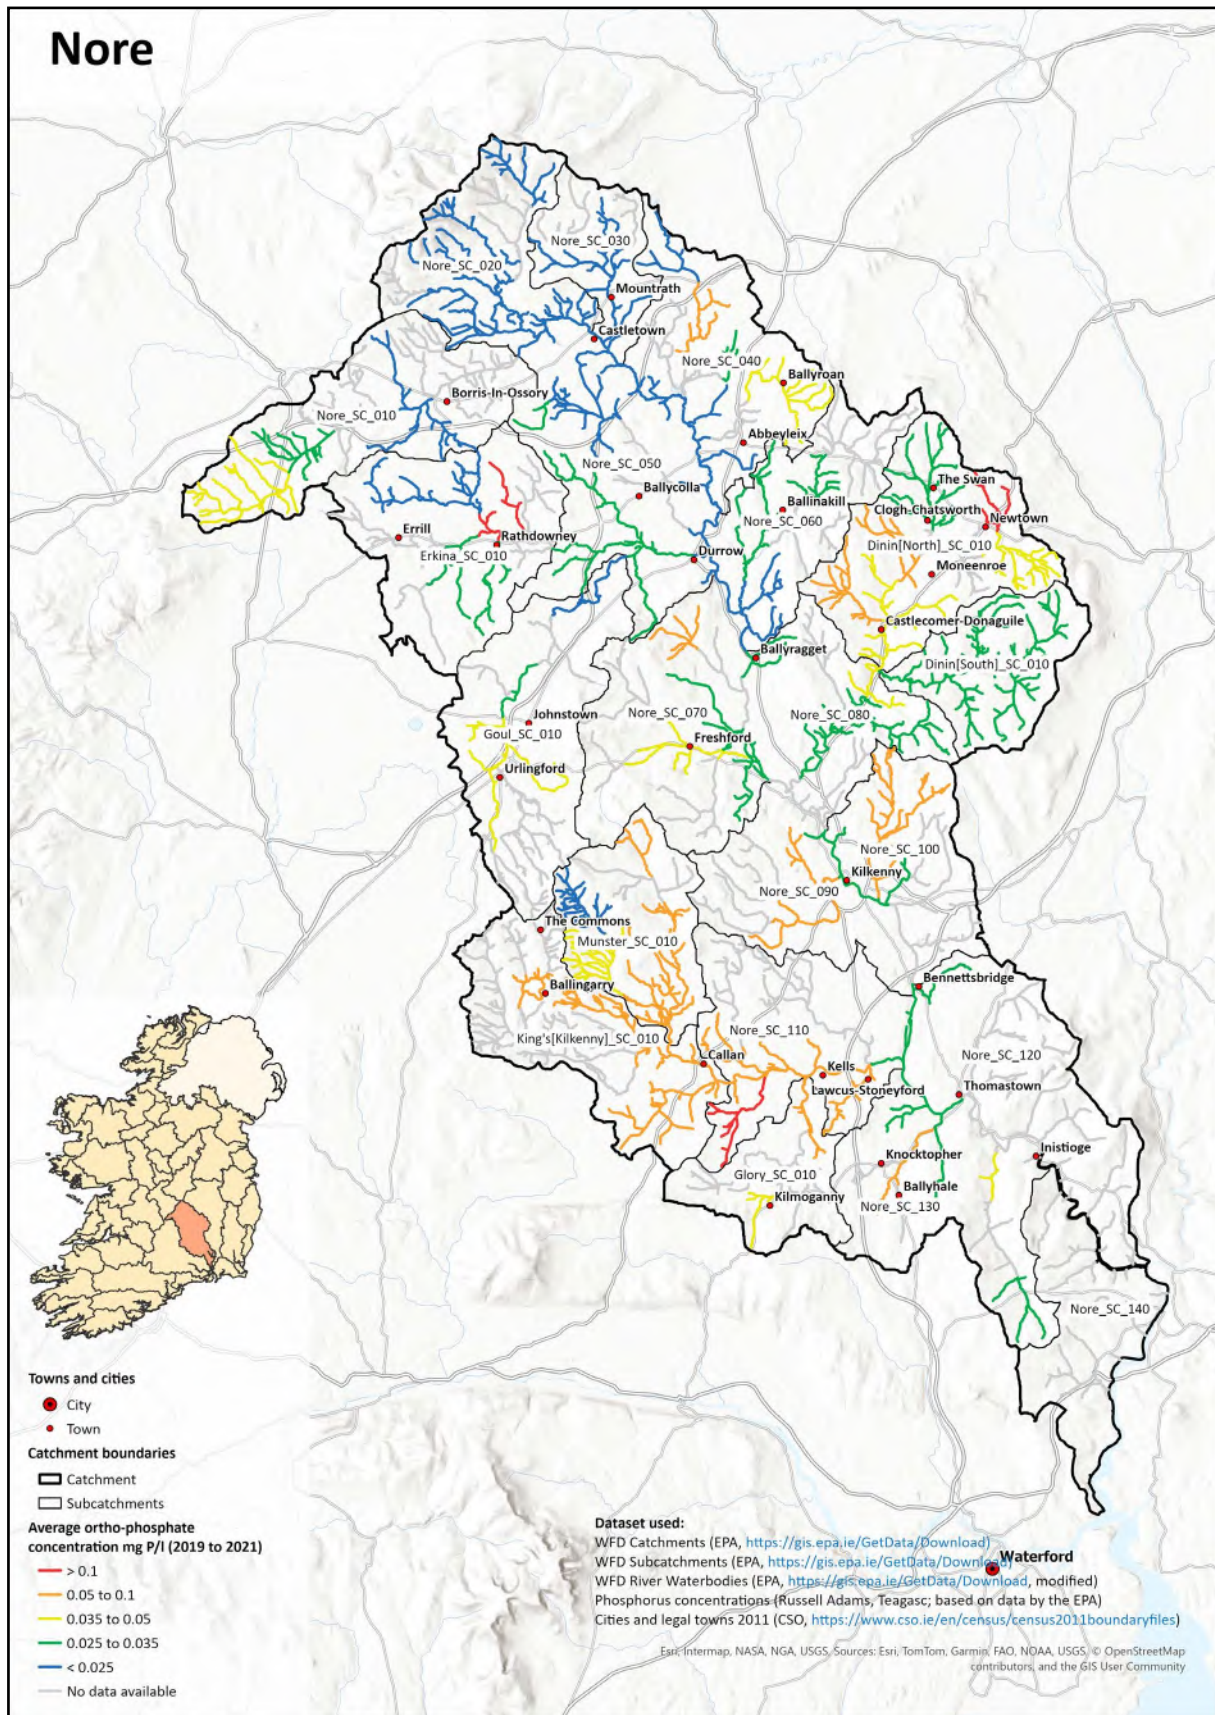 Nore
Nore_SC_030
Nore_SC_020
Mountrath
Castletown
Nore_SC_040
Ballyroan
Borris-In-Ossory
Nore_SC_010
Abbeyleix
Nore_SC_050
The Swan
Ballycolla
Ballinakill
Clogh-Chatsworth
Nore_SC_060
Newtown
Errill
Rathdowney
Dinin[North]_SC_010
Erkina_SC_010
Durrow
Moneenroe
Castlecomer-Donaguile
Ballyragget
Dinin[South]_SC_010
Johnstown
Nore_SC_070
Nore_SC_080
Goul_SC_010
Freshford
Urlingford
Nore_SC_100
Kilkenny
Nore_SC_090
The Commons
Munster_SC_010
Ballingarry
Bennettsbridge
King's[Kilkenny]_SC_010
Nore_SC_110
Callan
Nore_SC_120
Kells
Lawcus-Stoneyford
Thomastown
Inistioge
Knocktopher
Glory_SC_010
Ballyhale
Kilmoganny
Nore_SC_130
Nore_SC_140
Towns and cities
City
Town
Catchment boundaries
Catchment
Subcatchments
Average ortho-phosphate
concentration mg P/l (2019 to 2021)
> 0.1
0.05 to 0.1
0.035 to 0.05
0.025 to 0.035
< 0.025
No data available
Dataset used:
WFD Catchments (EPA, https://gis.epa.ie/GetData/Download)
WFD Subcatchments (EPA, https://gis.epa.ie/GetData/Download)
WFD River Waterbodies (EPA, https://gis.epa.ie/GetData/Download, modified)
Phosphorus concentrations (Russell Adams, Teagasc; based on data by the EPA)
Cities and legal towns 2011 (CSO, https://www.cso.ie/en/census/census2011boundaryfiles)
Waterford
Esri, Intermap, NASA, NGA, USGS, Sources: Esri, TomTom, Garmin, FAO, NOAA, USGS, © OpenStreetMap
contributors, and the GIS User Community